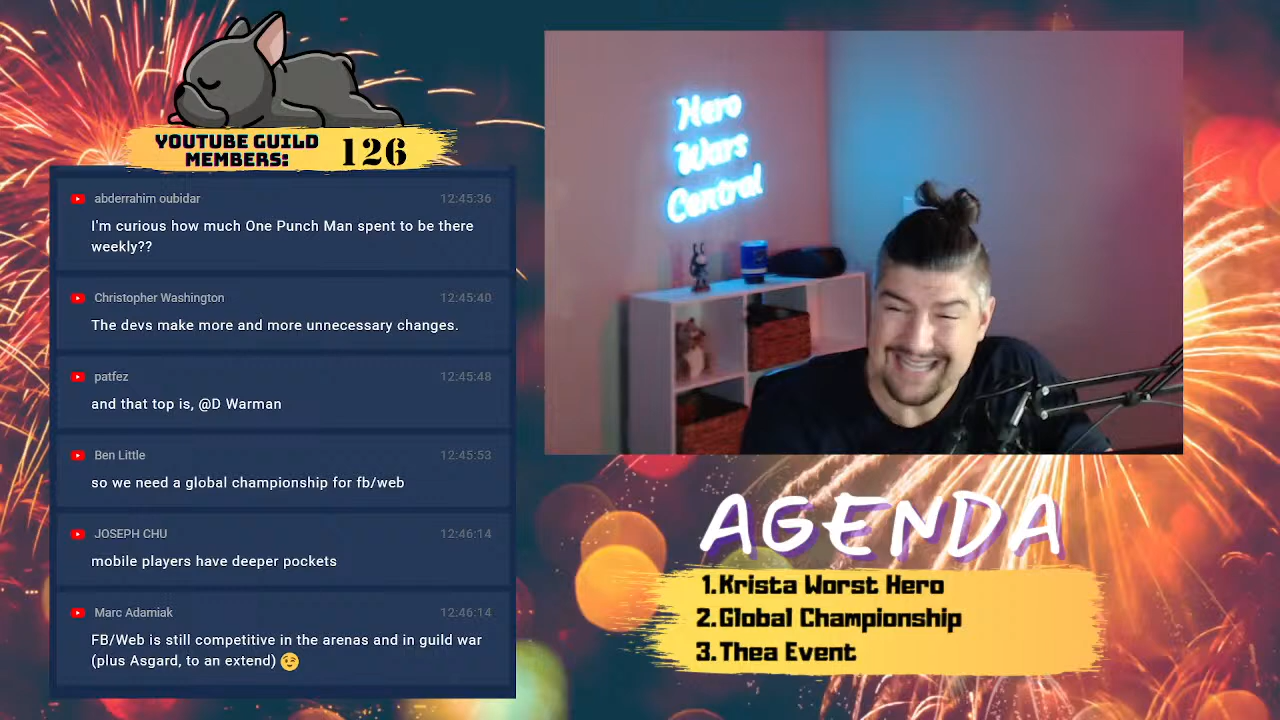 YOUTUBE GUILD
MEMBERS:
126
abderrahim oubidar 12:45:36
I'm curious how much One Punch Man spent to be there
weekly??
Christopher Washington 12:45:40
The devs make more and more unnecessary changes.
patfez 12:45:48
and that top is, @D Warman
Ben Little 12:45:53
so we need a global championship for fb/web
JOSEPH CHU 12:46:14
mobile players have deeper pockets
Marc Adamiak 12:46:14
FB/Web is still competitive in the arenas and in guild war
(plus Asgard, to an extend) 😉
Hero
Wars
Central
AGENDA
1.Krista Worst Hero
2.Global Championship
3.Thea Event